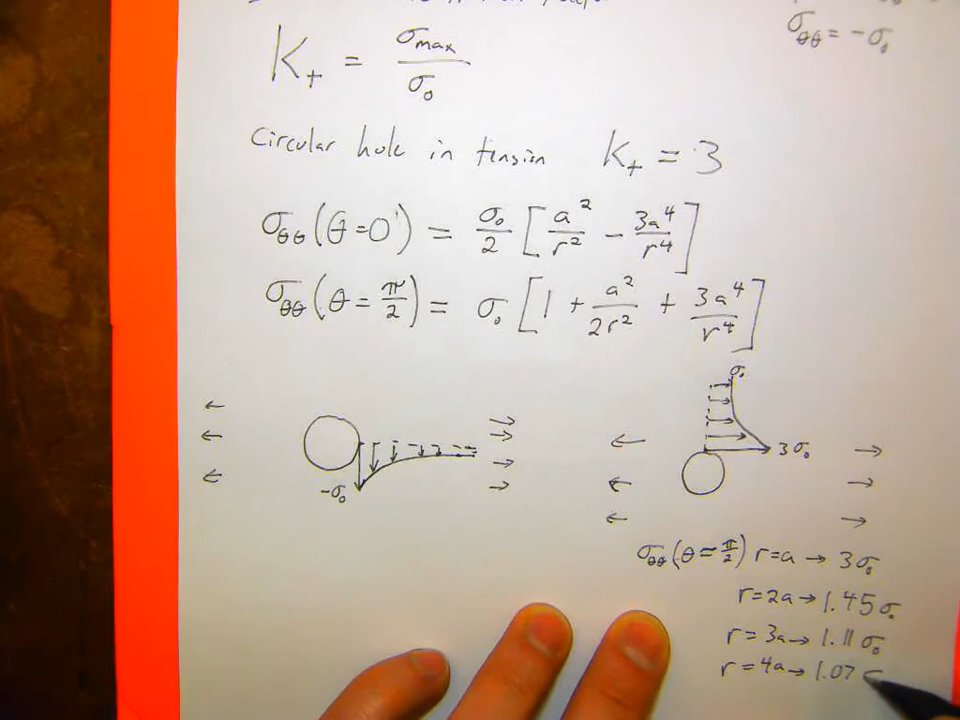 σθθ = -σ₀
K_t = σmax / σ₀
Circular hole in tension K_t = 3
σθθ(θ=0) = σ₀/2 [a²/r² - 3a⁴/r⁴]
σθθ(θ = π/2) = σ₀ [1 + a²/2r² + 3a⁴/r⁴]
σ₀
3σ₀
-σ₀
σθθ(θ=π/2) r=a → 3σ₀
r=2a → 1.45σ₀
r=3a → 1.11σ₀
r=4a → 1.07